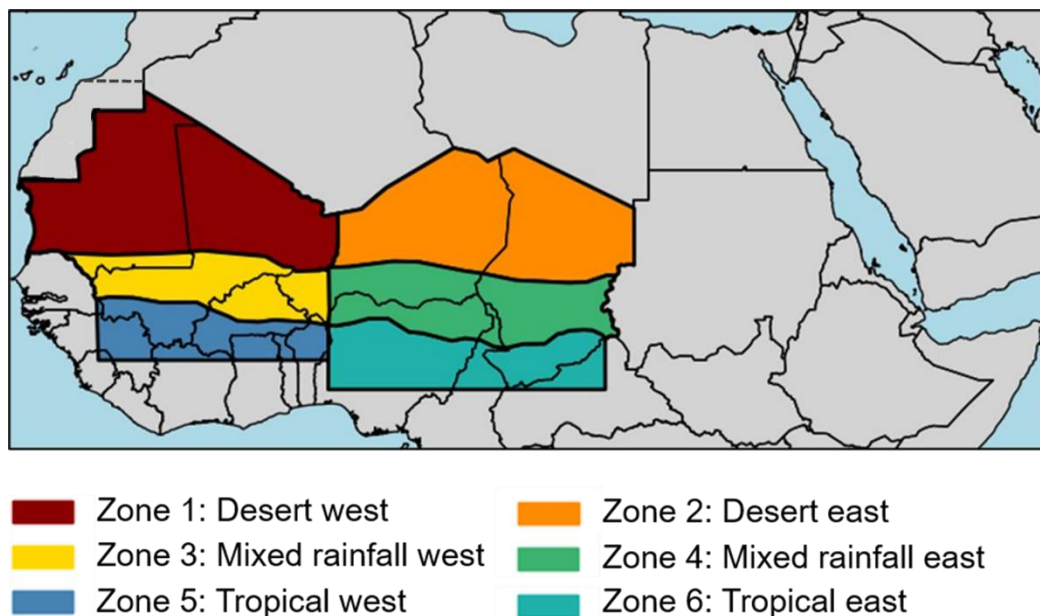 Zone 1: Desert west
Zone 2: Desert east
Zone 3: Mixed rainfall west
Zone 4: Mixed rainfall east
Zone 5: Tropical west
Zone 6: Tropical east